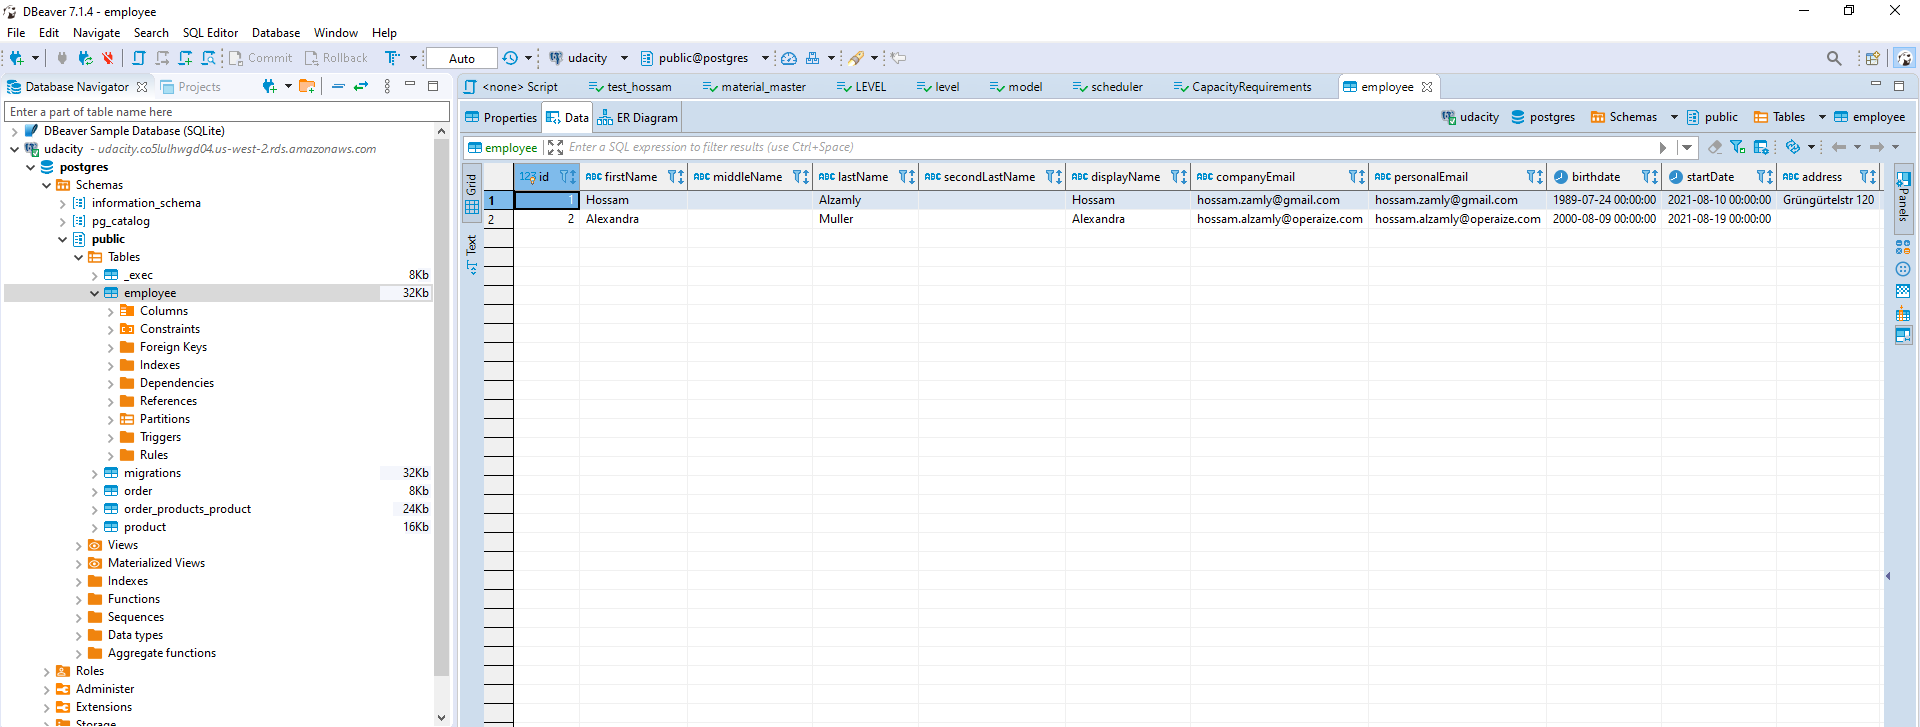 DBeaver 7.1.4 - employee
File Edit Navigate Search SQL Editor Database Window Help
Commit Rollback Auto udacity public@postgres
Database Navigator Projects
<none> Script test_hossam material_master LEVEL level model scheduler CapacityRequirements employee
Enter a part of table name here
Properties Data ER Diagram udacity postgres Schemas public Tables employee
DBeaver Sample Database (SQLite)
udacity - udacity.co5lulhwgd04.us-west-2.rds.amazonaws.com
postgres
Schemas
information_schema
pg_catalog
public
Tables
_exec 8Kb
employee 32Kb
Columns
Constraints
Foreign Keys
Indexes
Dependencies
References
Partitions
Triggers
Rules
migrations 32Kb
order 8Kb
order_products_product 24Kb
product 16Kb
Views
Materialized Views
Indexes
Functions
Sequences
Data types
Aggregate functions
Roles
Administer
Extensions
Storage
employee Enter a SQL expression to filter results (use Ctrl+Space)
Grid
Text
123 id ABC firstName ABC middleName ABC lastName ABC secondLastName ABC displayName ABC companyEmail ABC personalEmail birthdate startDate ABC address
1 1 Hossam Alzamly Hossam hossam.zamly@gmail.com hossam.zamly@gmail.com 1989-07-24 00:00:00 2021-08-10 00:00:00 Grüngürtelstr 120
2 2 Alexandra Muller Alexandra hossam.alzamly@operaize.com hossam.alzamly@operaize.com 2000-08-09 00:00:00 2021-08-19 00:00:00
Panels